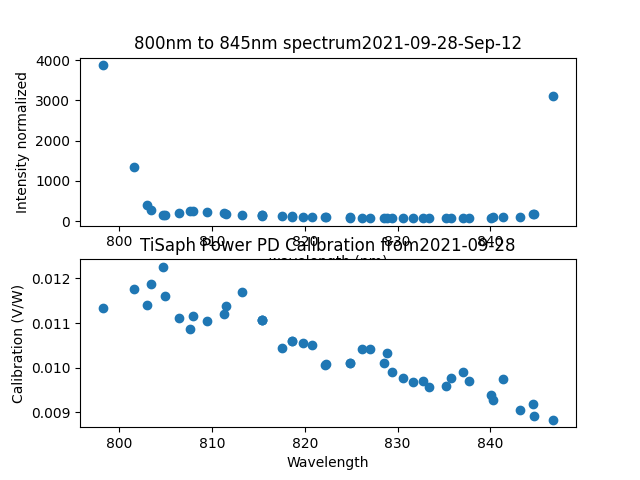 800nm to 845nm spectrum2021-09-28-Sep-12
4000
3000
2000
1000
0
Intensity normalized
800 810 820 830 840
wavelength (nm)
TiSaph Power PD Calibration from2021-09-28
0.012
0.011
0.010
0.009
Calibration (V/W)
800 810 820 830 840
Wavelength